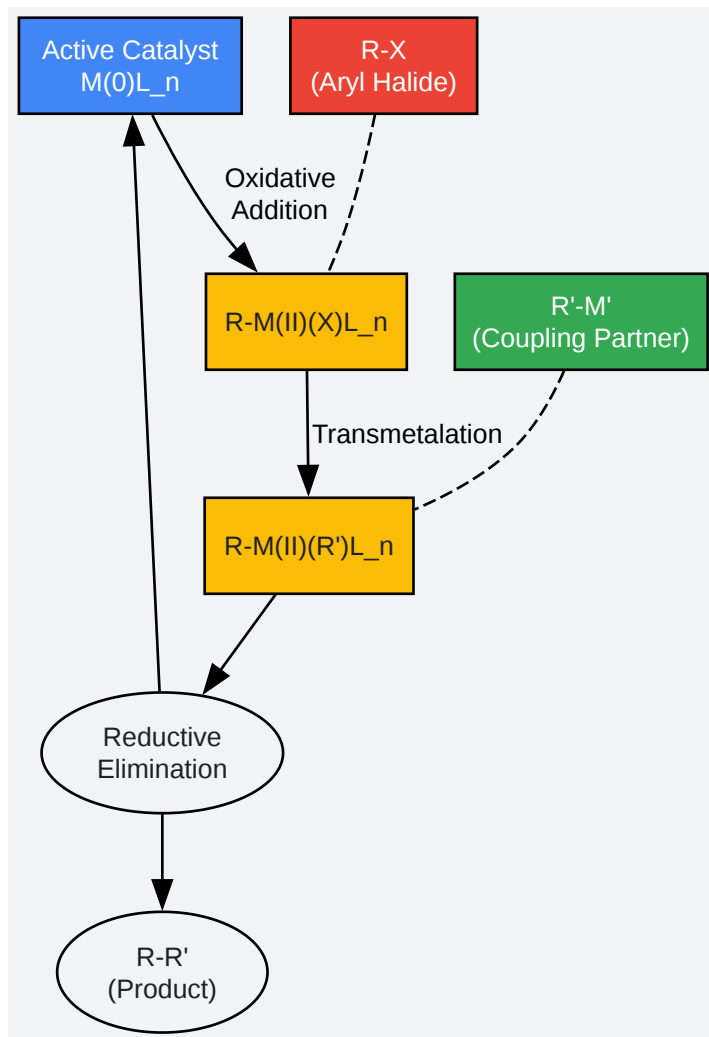 Active Catalyst
M(0)L_n
R-X
(Aryl Halide)
Oxidative
Addition
R-M(II)(X)L_n
R'-M'
(Coupling Partner)
Transmetalation
R-M(II)(R')L_n
Reductive
Elimination
R-R'
(Product)